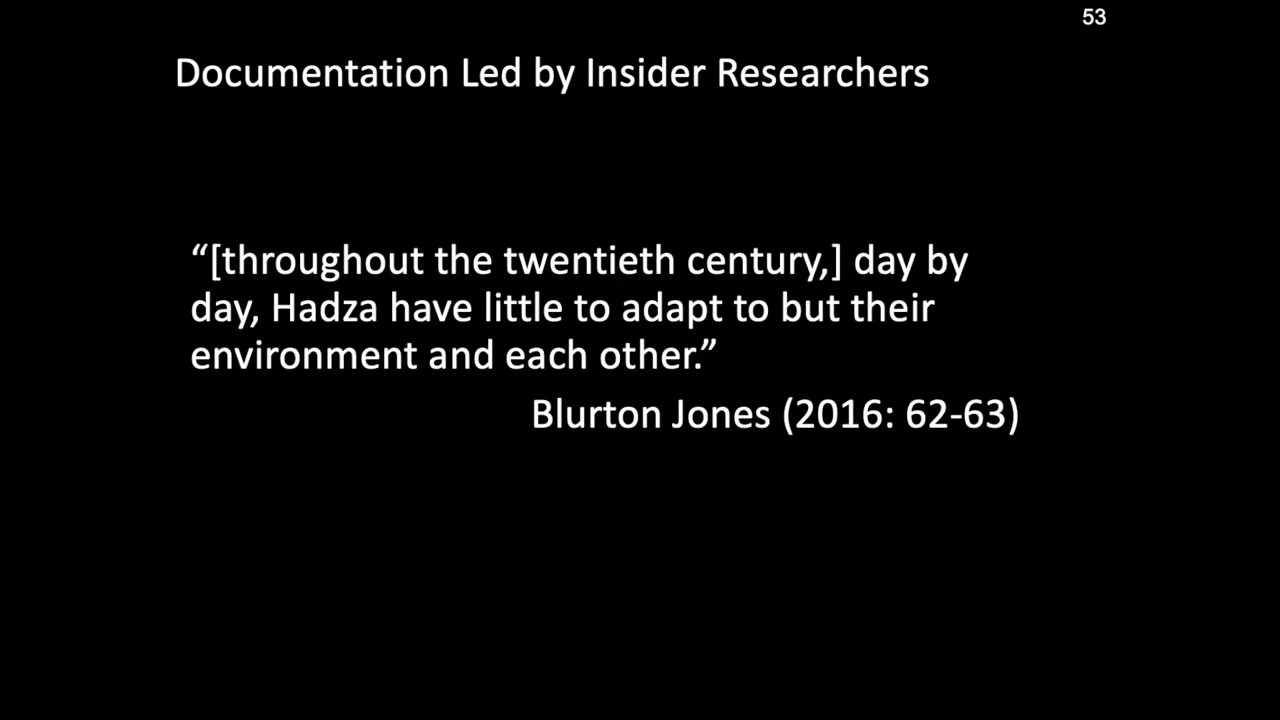 53
Documentation Led by Insider Researchers
“[throughout the twentieth century,] day by
day, Hadza have little to adapt to but their
environment and each other.”
Blurton Jones (2016: 62-63)